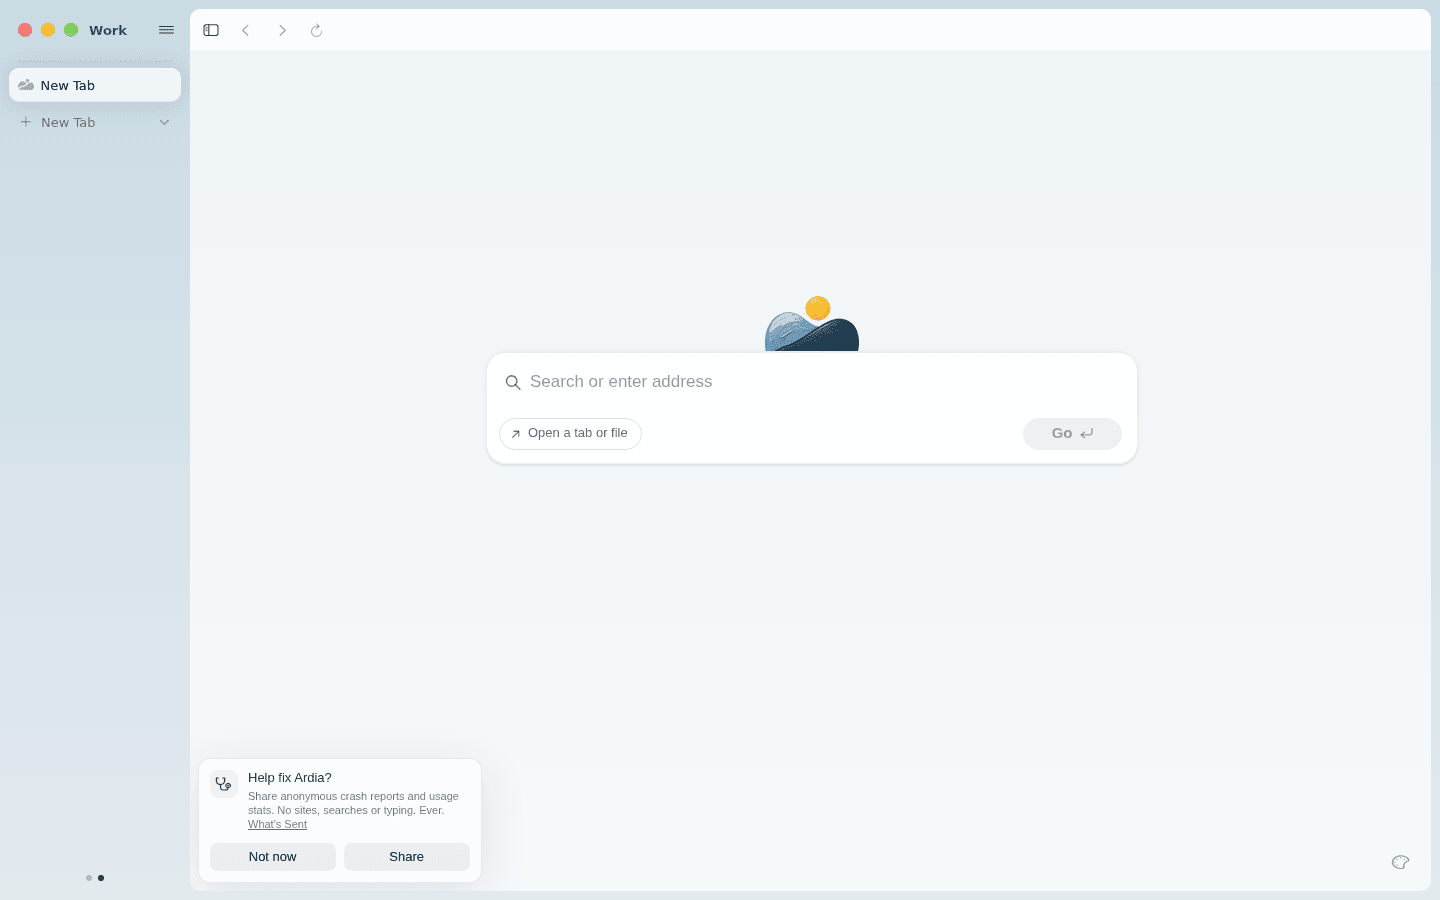 Work
New Tab
New Tab
Search or enter address
Open a tab or file
Go
Help fix Ardia?
Share anonymous crash reports and usage
stats. No sites, searches or typing. Ever.
What's Sent
Not now
Share